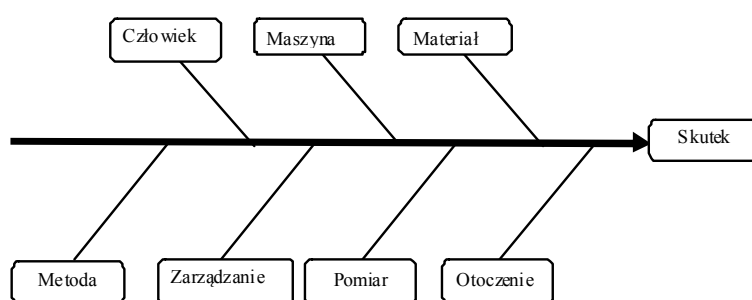 Człowiek
Maszyna
Materiał
Skutek
Metoda
Zarządzanie
Pomiar
Otoczenie